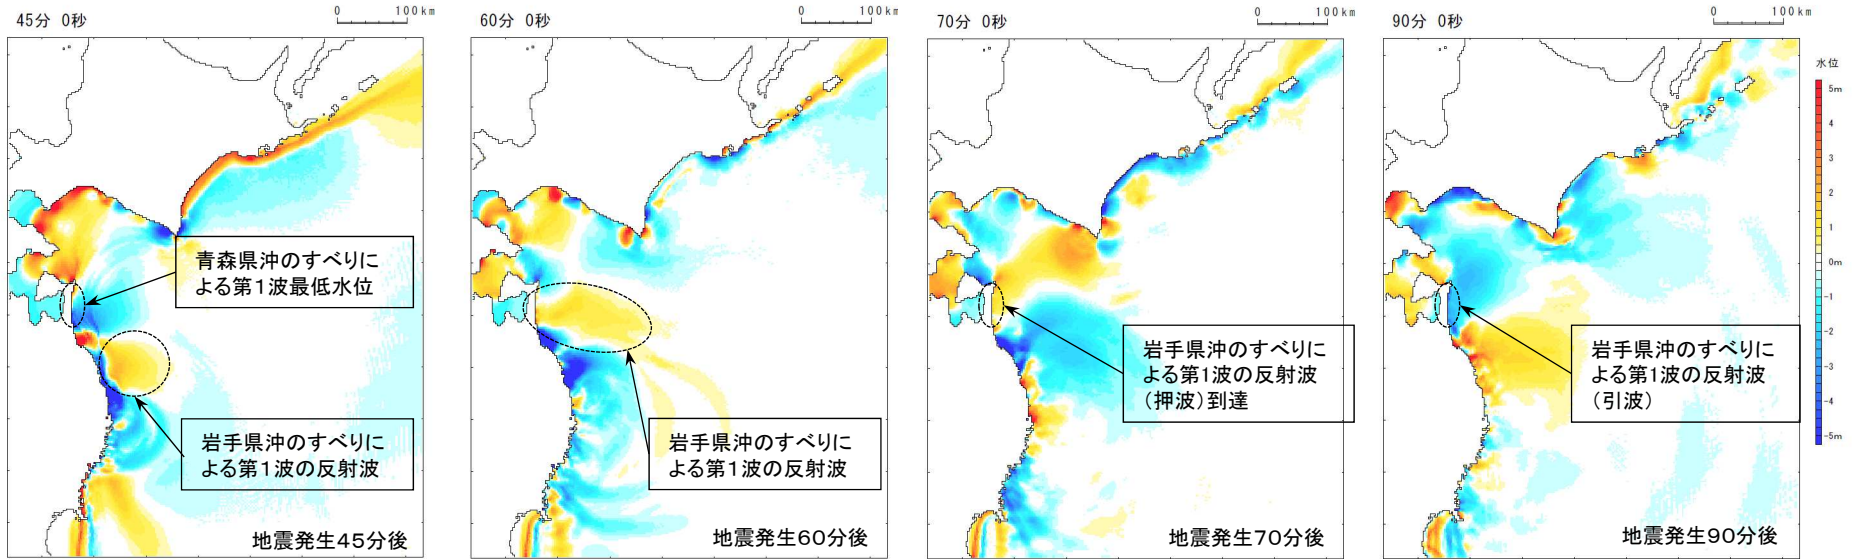 45分 0秒
0 100km
青森県沖のすべりに
よる第1波最低水位
岩手県沖のすべりに
よる第1波の反射波
地震発生45分後
60分 0秒
0 100km
岩手県沖のすべりに
よる第1波の反射波
地震発生60分後
70分 0秒
0 100km
岩手県沖のすべりに
よる第1波の反射波
(押波)到達
地震発生70分後
90分 0秒
0 100km
岩手県沖のすべりに
よる第1波の反射波
(引波)
地震発生90分後
水位
5m
4
3
2
1
0m
-0m
-1
-2
-3
-4
-5m